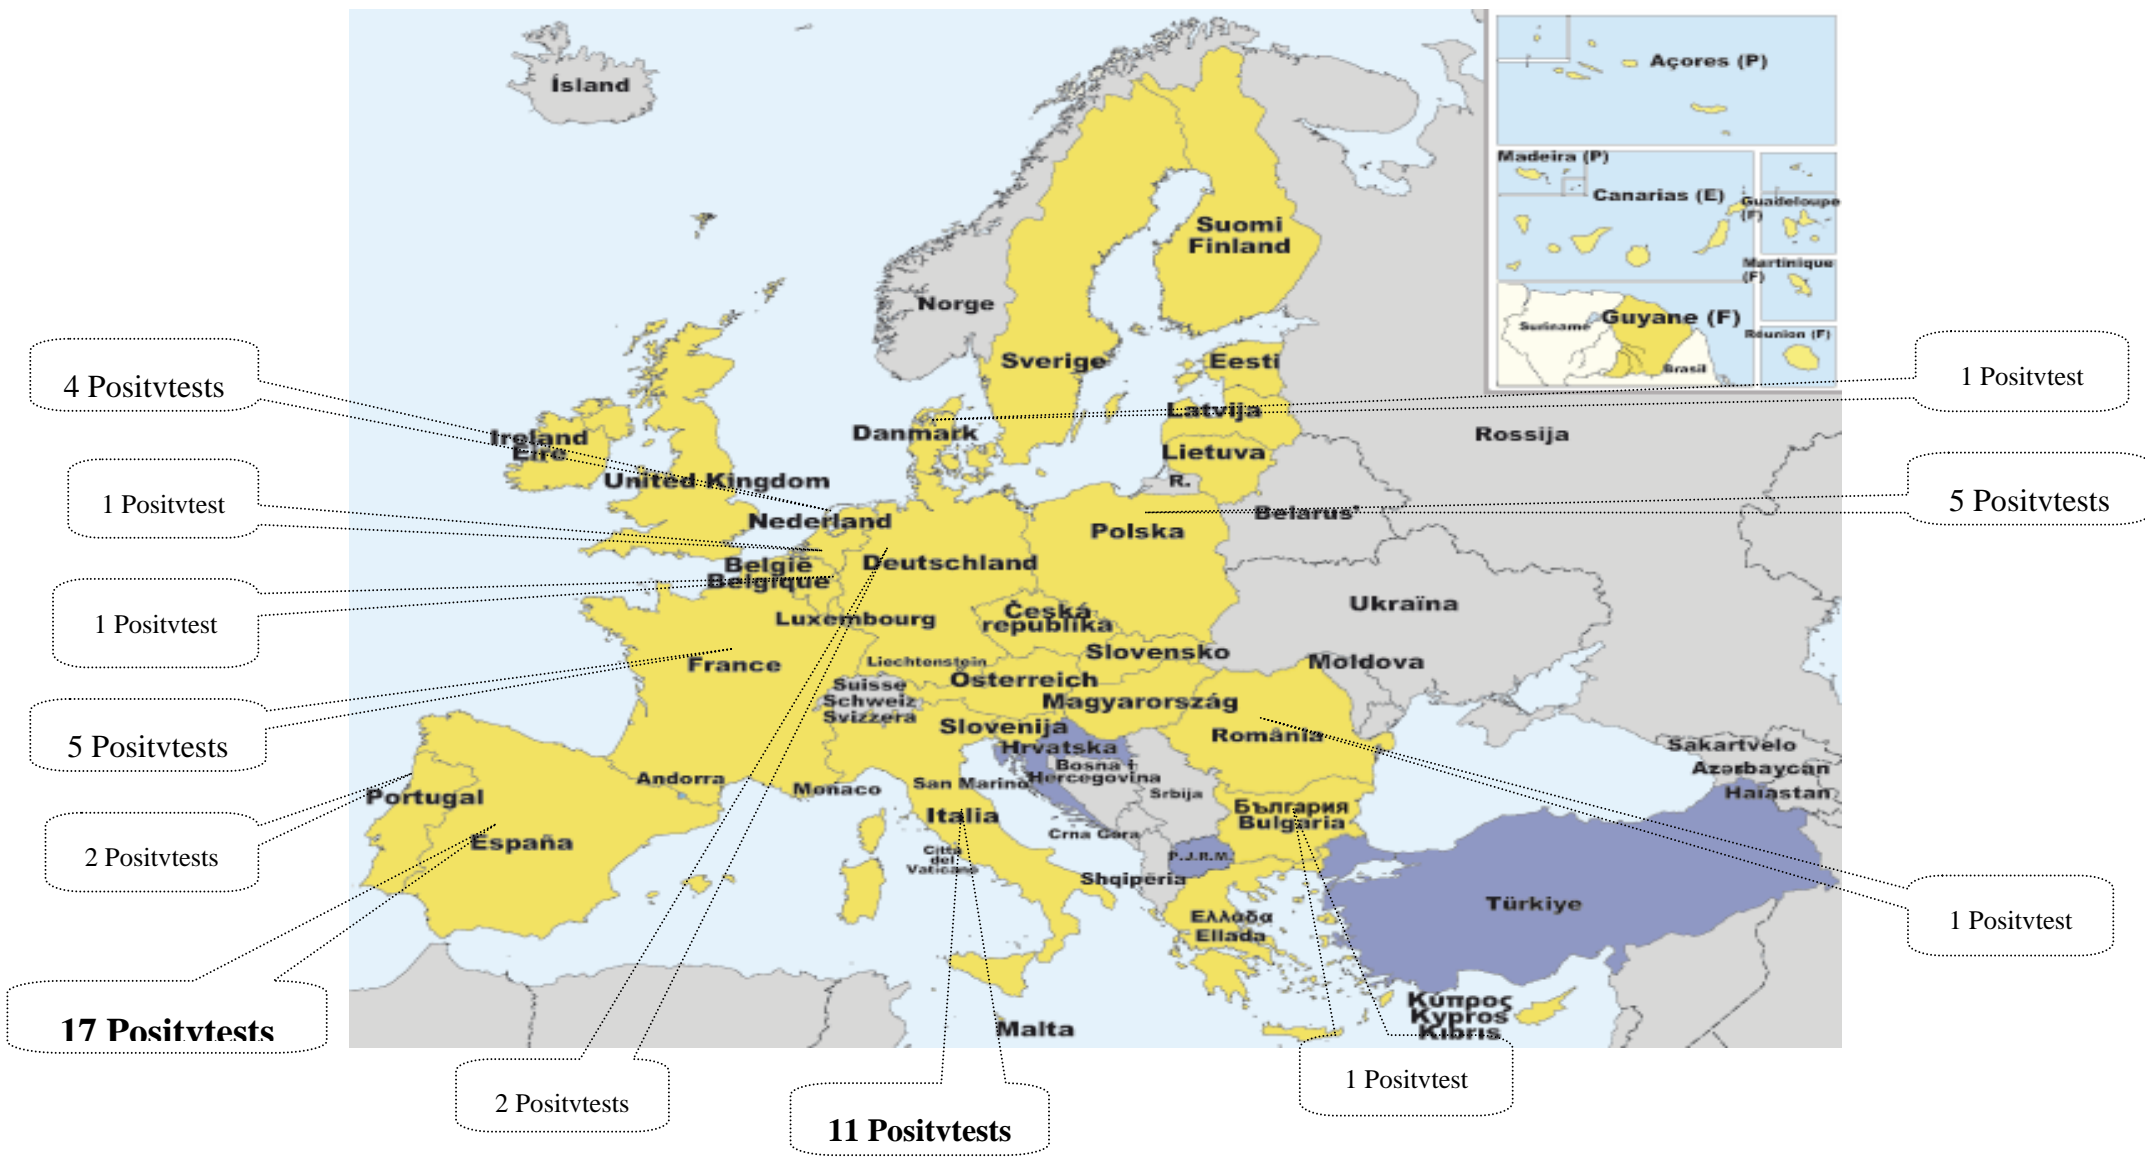 Ísland
Açores (P)
Madeira (P)
Canarias (E)
Guadeloupe
(F)
Martinique
(F)
Guyane (F)
Suriname
Brasil
Réunion (F)
Suomi
Finland
Norge
Sverige
Eesti
Latvija
Lietuva
R.
Danmark
Rossija
Ireland
Éire
United Kingdom
Nederland
België
Belgique
Deutschland
Polska
Belarus'
Luxembourg
Česká
republika
Ukraïna
France
Liechtenstein
Slovensko
Moldova
Suisse
Schweiz
Svizzera
Österreich
Magyarország
Slovenija
Hrvatska
România
Bosna i
Hercegovina
Sakartvelo
Azərbaycan
Haiastan
Andorra
Monaco
San Marino
Srbija
Portugal
España
Italia
България
Bulgaria
Crna Gora
Città
del
Vaticano
P.J.R.M.
Shqipëria
Ελλάδα
Ellada
Türkiye
Malta
Κύπρος
Kypros
Kıbrıs
4 Positvtests
1 Positvtest
1 Positvtest
5 Positvtests
2 Positvtests
17 Positvtests
2 Positvtests
11 Positvtests
1 Positvtest
1 Positvtest
5 Positvtests
1 Positvtest